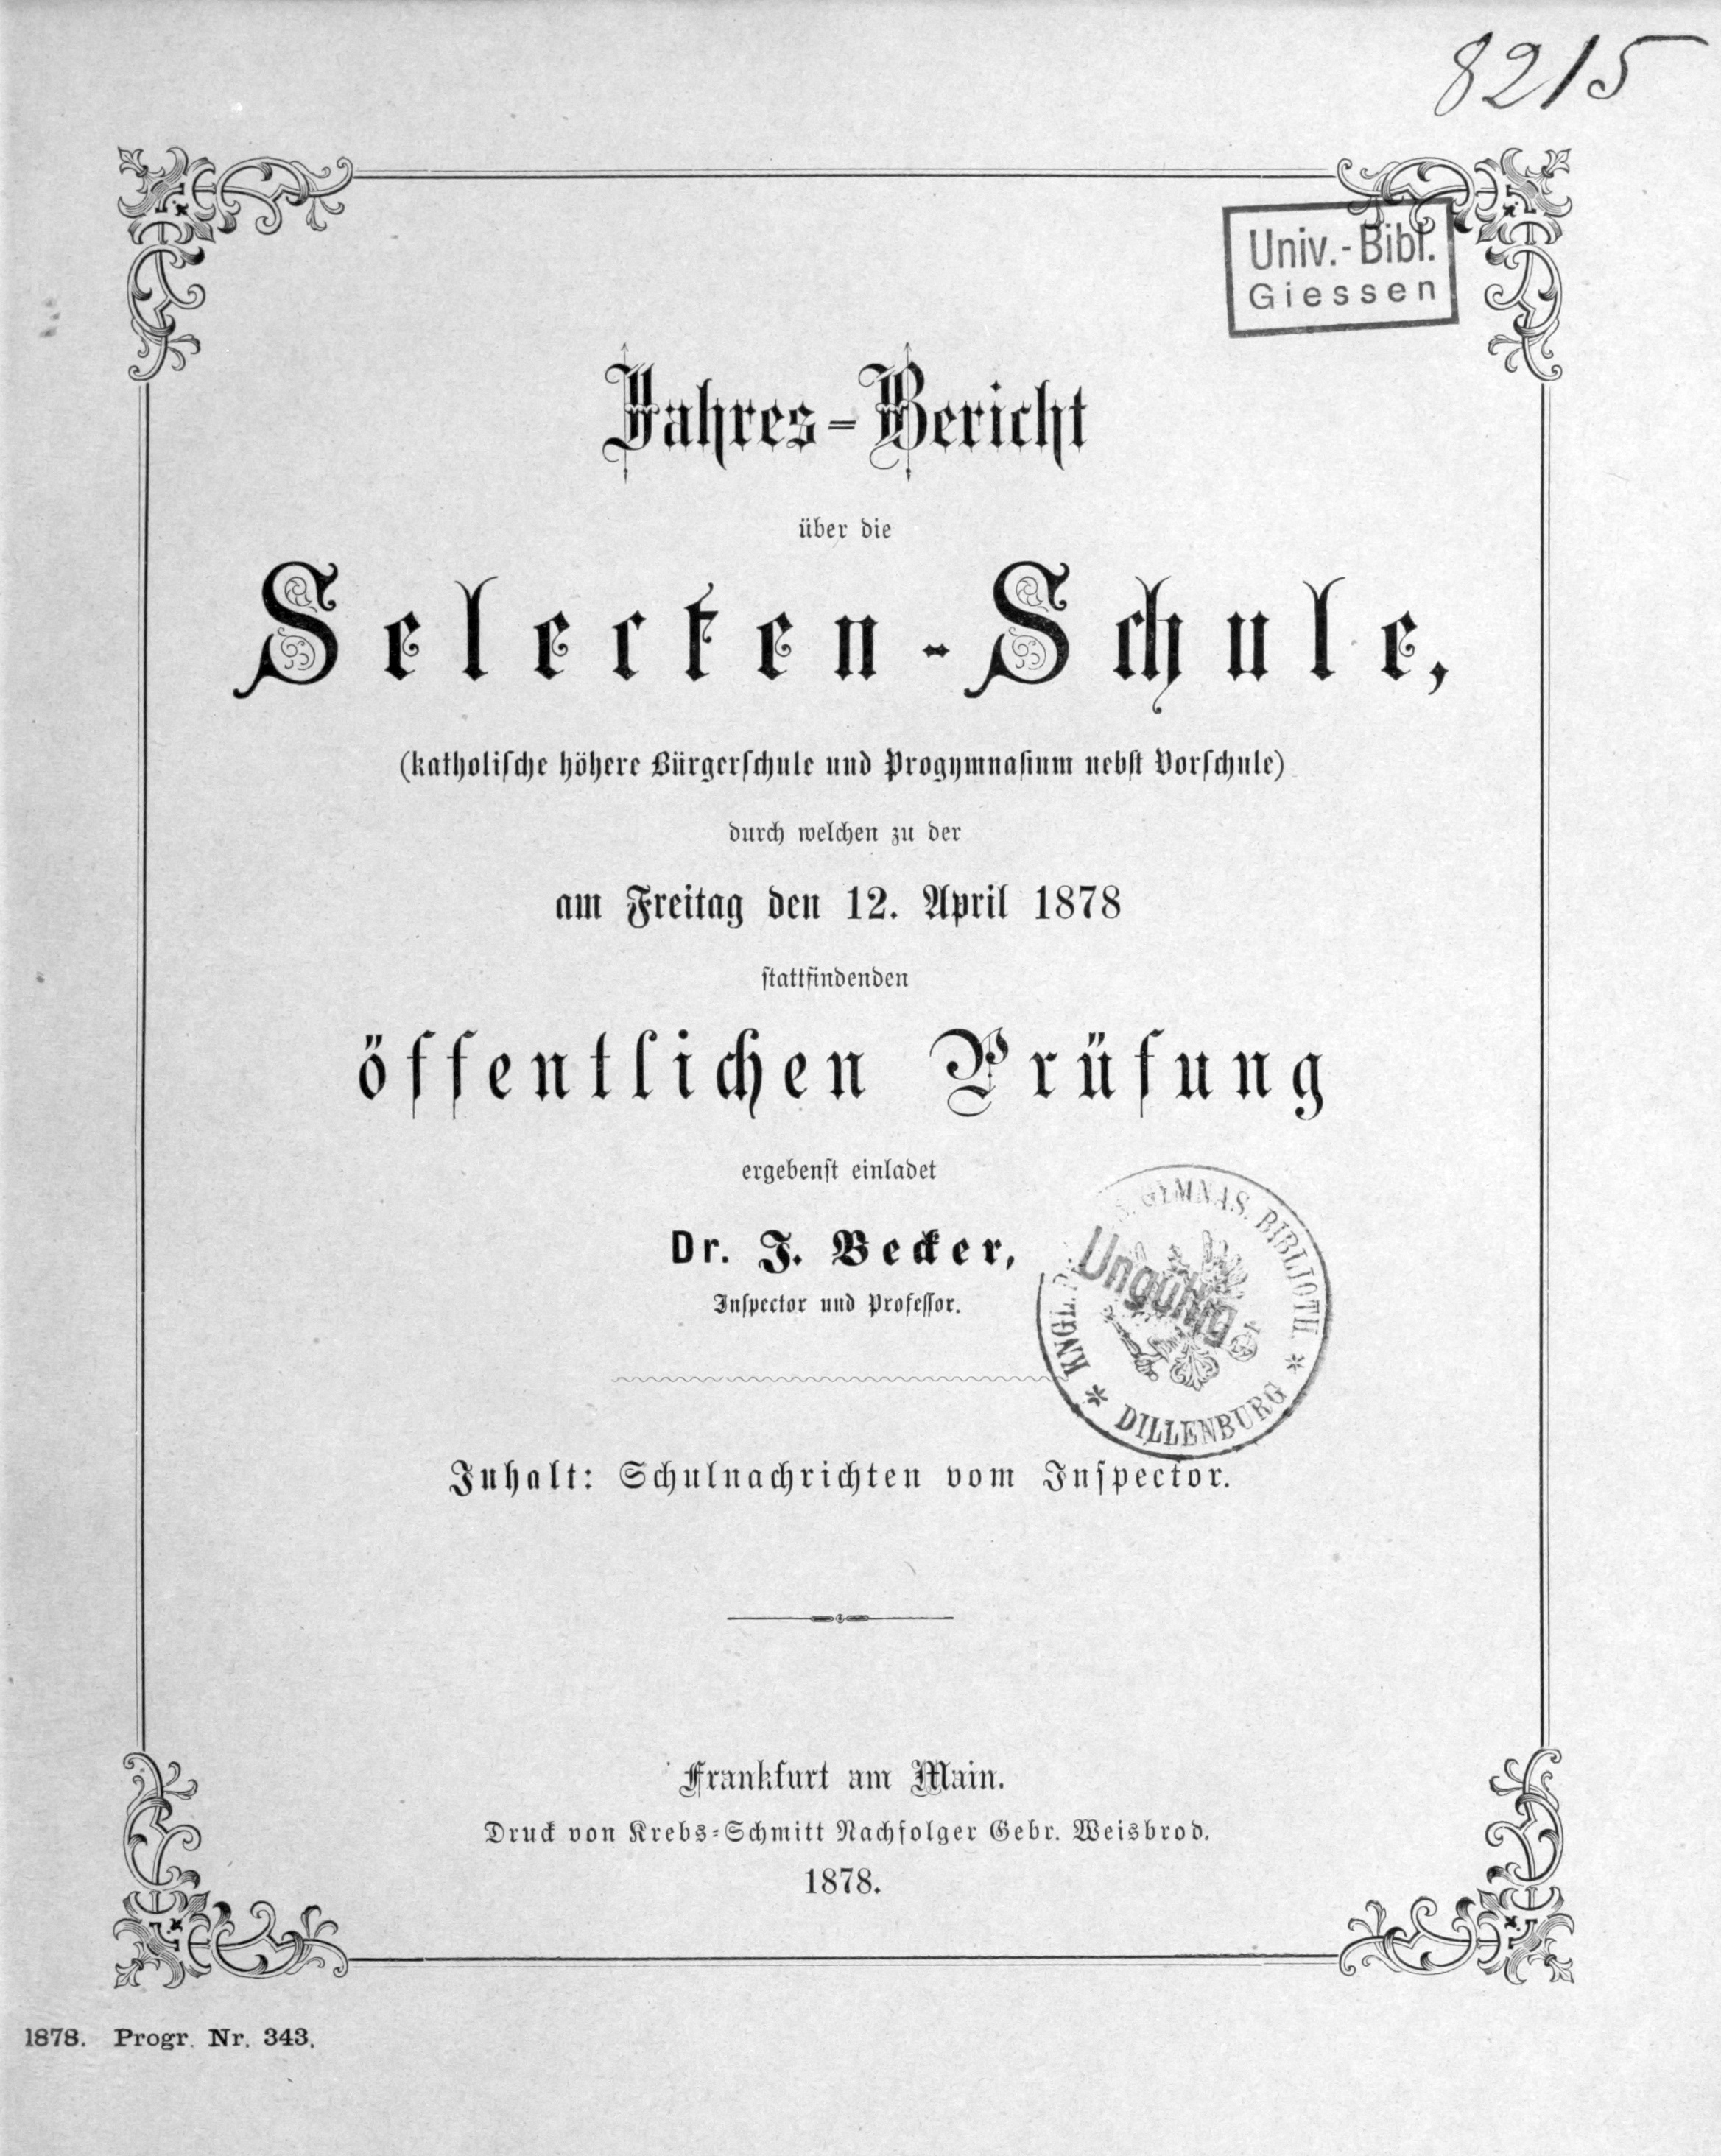 8215
Univ.-Bibl.
Giessen
Jahres-Bericht
über die
Selecten-Schule,
(katholische höhere Bürgerschule und Progymnasium nebst Vorschule)
durch welchen zu der
am Freitag den 12. April 1878
stattfindenden
öffentlichen Prüfung
ergebenst einladet
Dr. J. Becker,
Inspector und Professor.
KNGL. GYMNAS. BIBLIOTH. * DILLENBURG *
Ungültig
Inhalt: Schulnachrichten vom Inspector.
Frankfurt am Main.
Druck von Krebs-Schmitt Nachfolger Gebr. Weisbrod.
1878.
1878. Progr. Nr. 343.